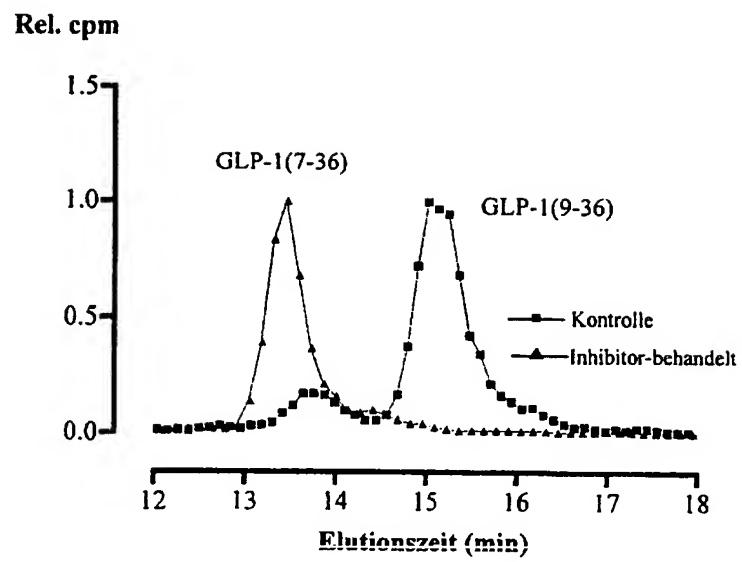 Rel. cpm
1.5
GLP-1(7-36)
1.0
GLP-1(9-36)
0.5
Kontrolle
Inhibitor-behandelt
0.0
12 13 14 15 16 17 18
Elutionszeit (min)